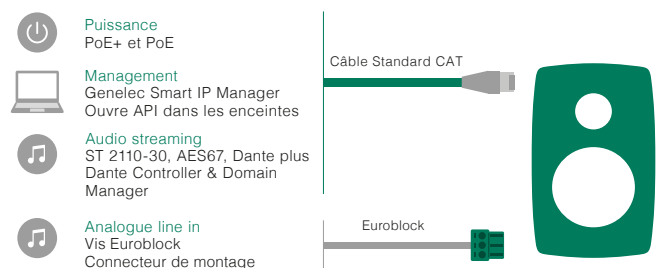 Puissance
PoE+ et PoE
Management
Genelec Smart IP Manager
Ouvre API dans les enceintes
Audio streaming
ST 2110-30, AES67, Dante plus
Dante Controller & Domain
Manager
Analogue line in
Vis Euroblock
Connecteur de montage
Câble Standard CAT
Euroblock